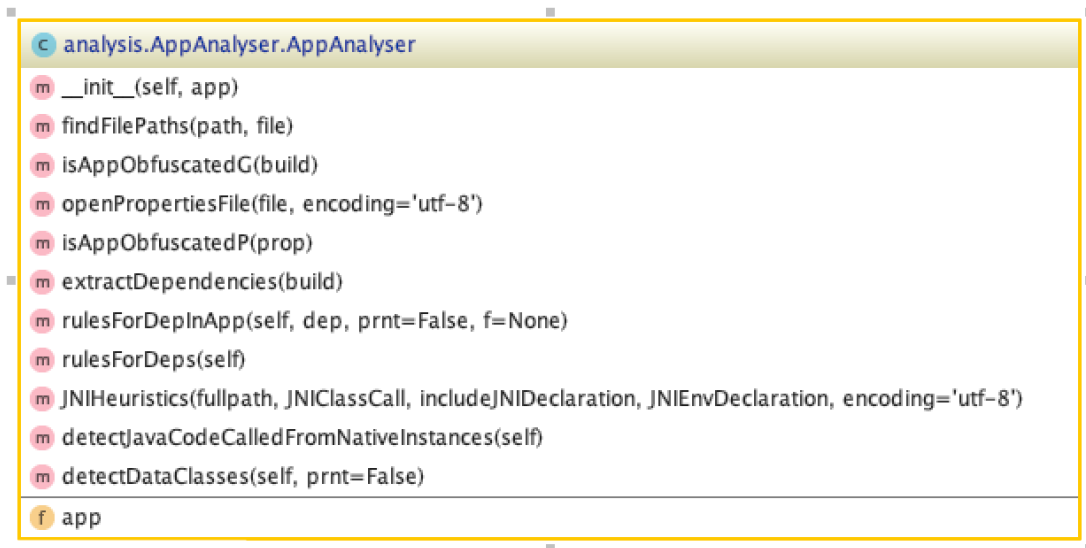 C analysis.AppAnalyser.AppAnalyser
m __init__(self, app)
m findFilePaths(path, file)
m isAppObfuscatedG(build)
m openPropertiesFile(file, encoding='utf-8')
m isAppObfuscatedP(prop)
m extractDependencies(build)
m rulesForDepInApp(self, dep, prnt=False, f=None)
m rulesForDeps(self)
m JNIHeuristics(fullpath, JNIClassCall, includeJNIDeclaration, JNIEnvDeclaration, encoding='utf-8')
m detectJavaCodeCalledFromNativeInstances(self)
m detectDataClasses(self, prnt=False)
f app